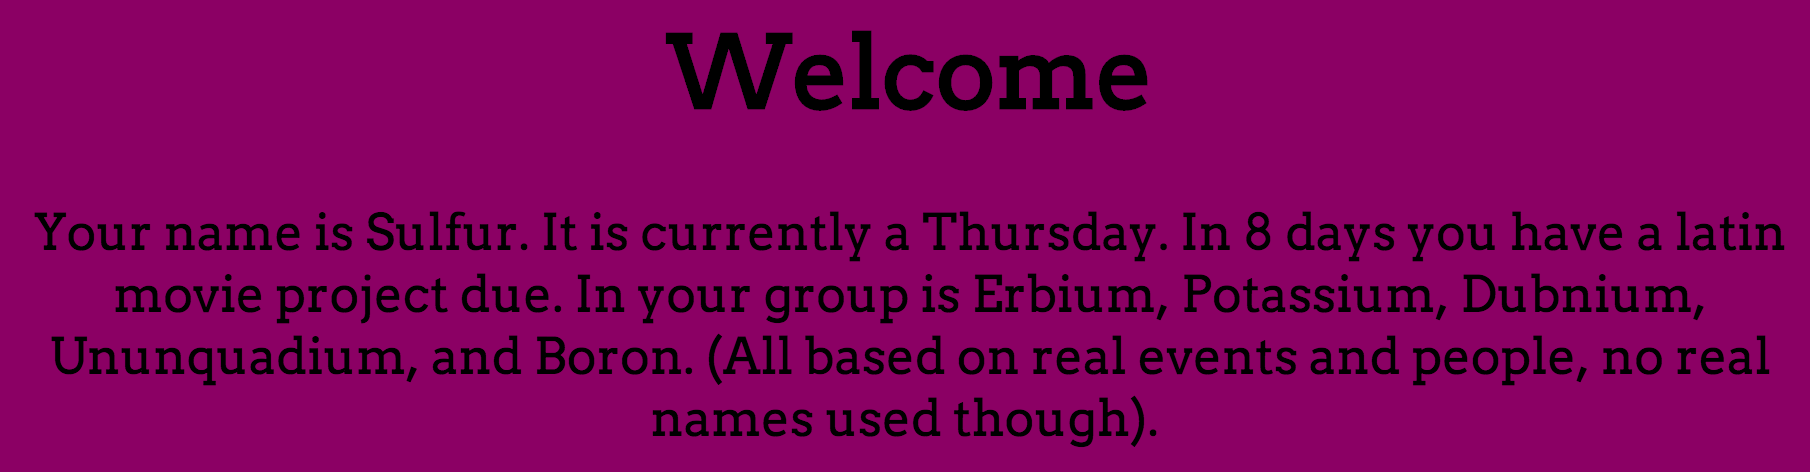 Welcome
Your name is Sulfur. It is currently a Thursday. In 8 days you have a latin
movie project due. In your group is Erbium, Potassium, Dubnium,
Ununquadium, and Boron. (All based on real events and people, no real
names used though).